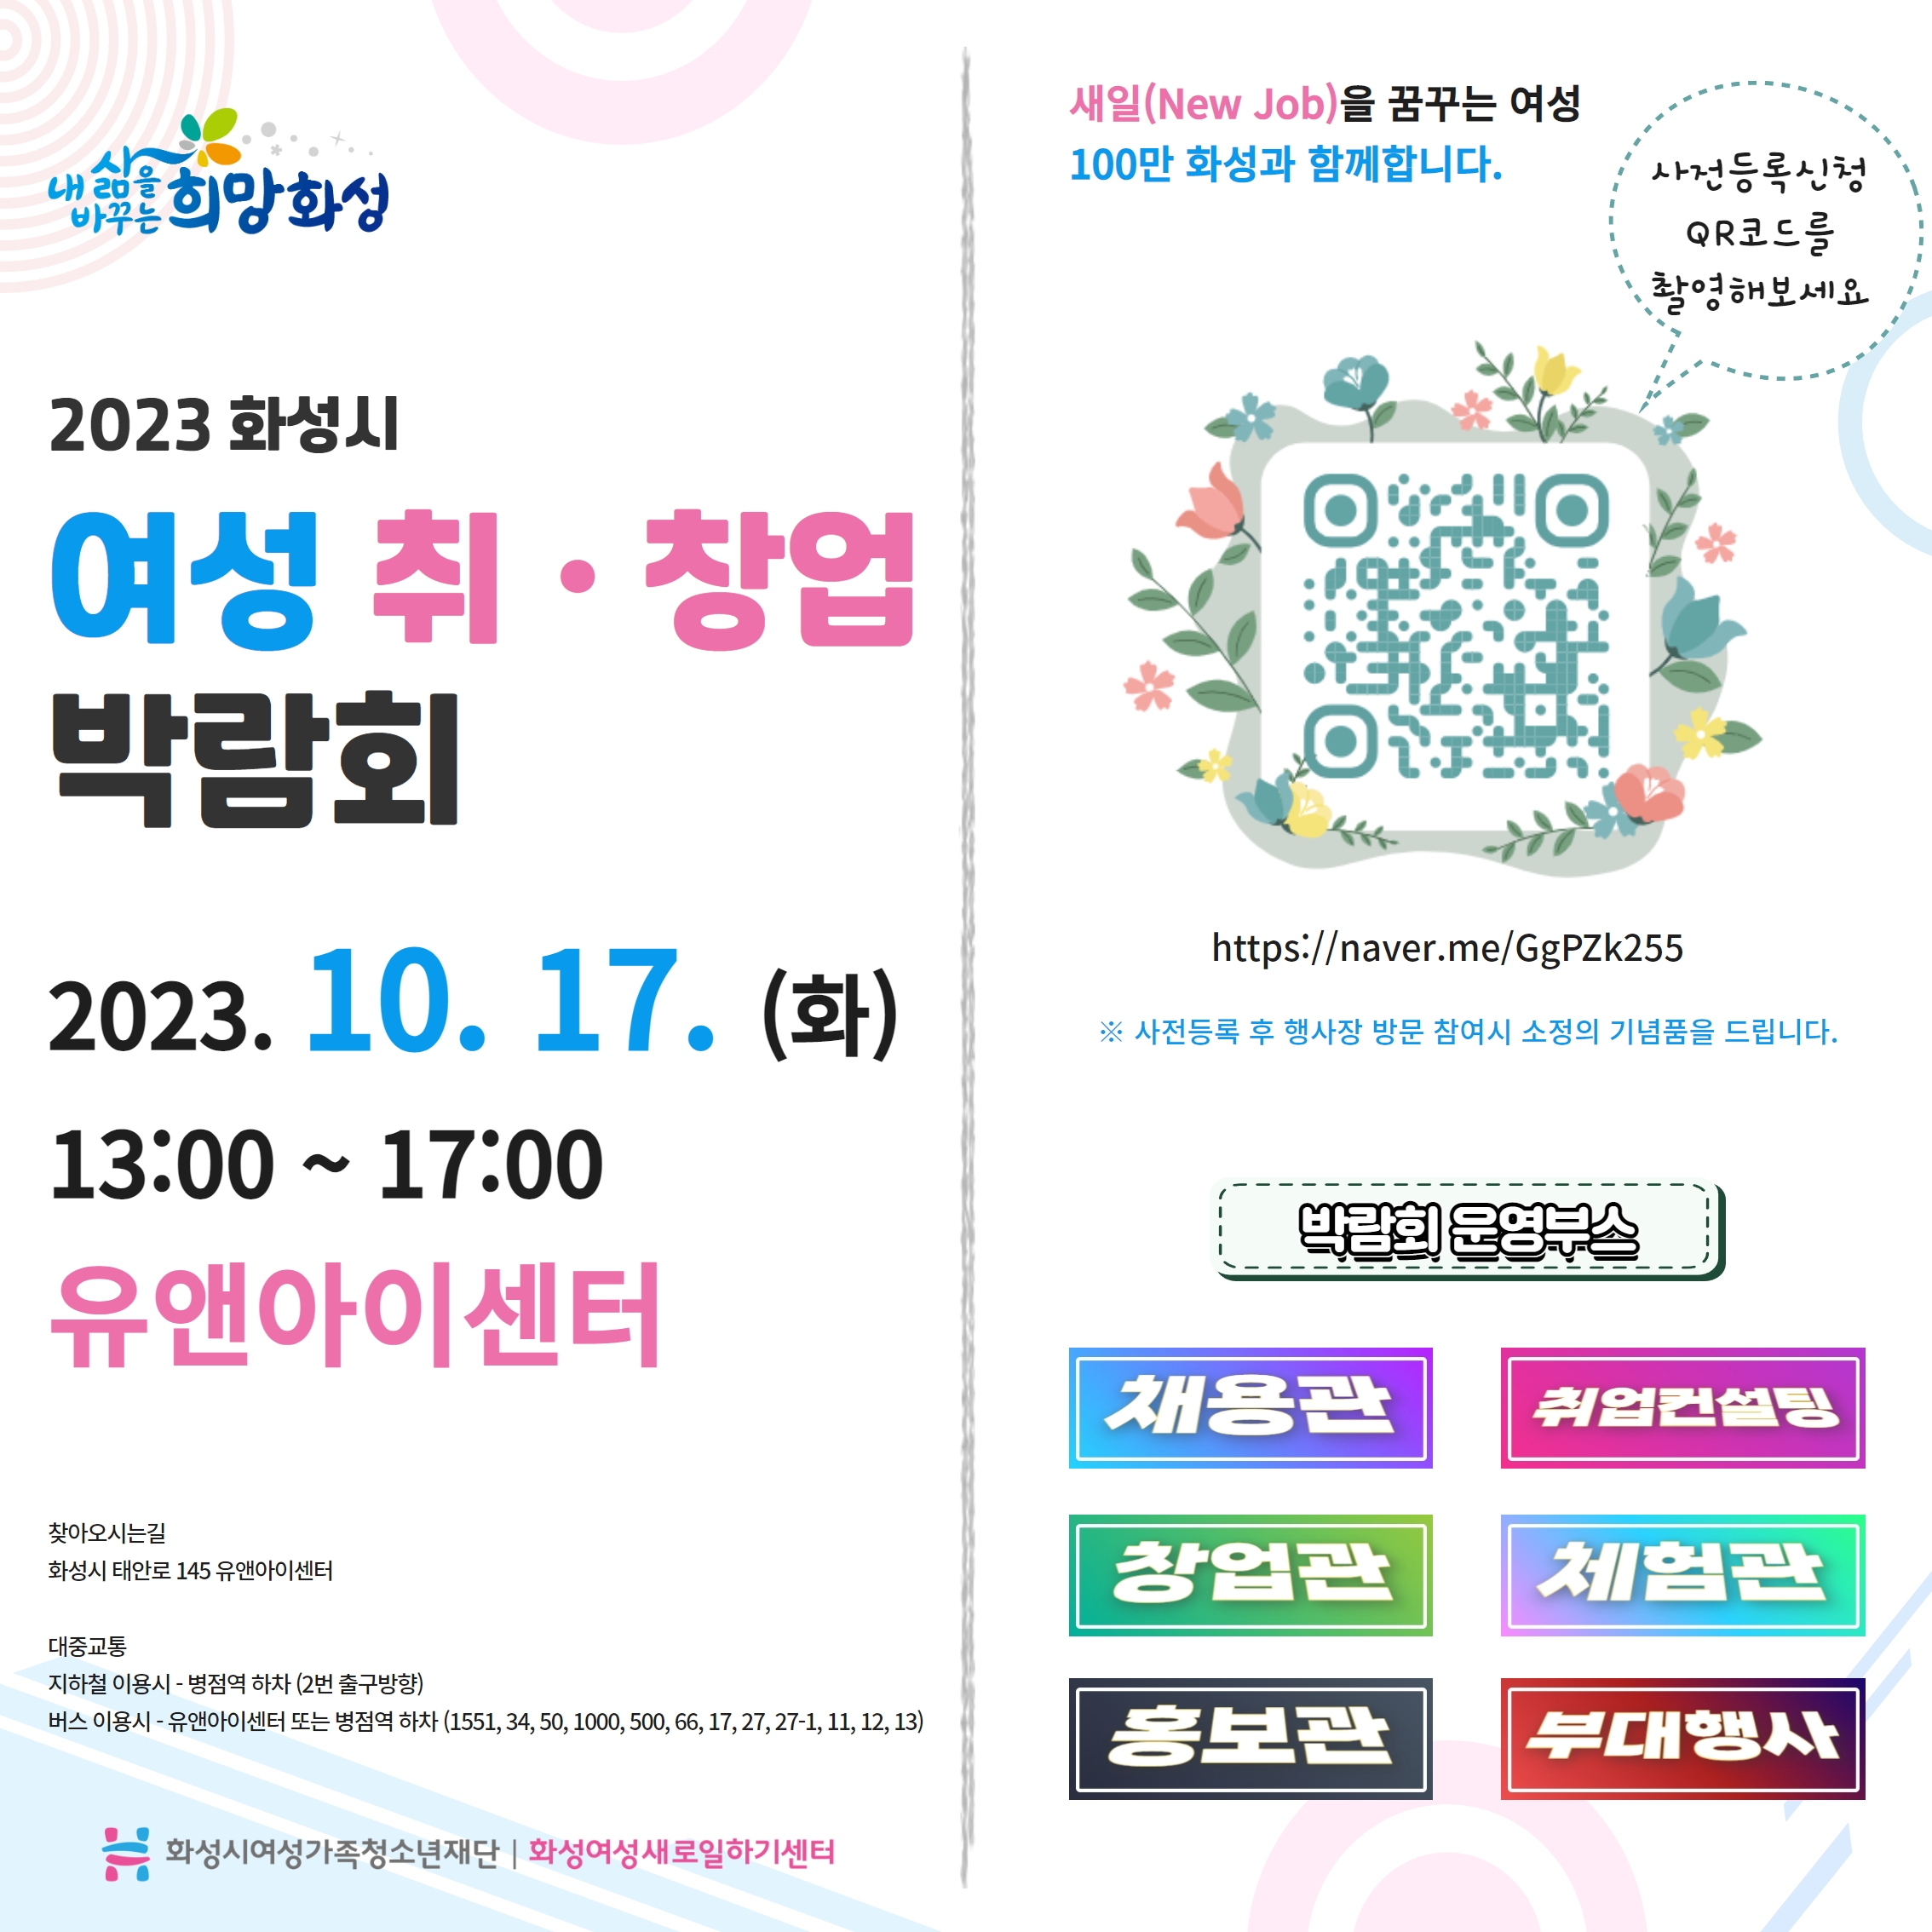 내 삶을
바꾸는 희망화성
2023 화성시
여성 취 · 창업
박람회
2023. 10. 17. (화)
13:00 ~ 17:00
유앤아이센터
찾아오시는길
화성시 태안로 145 유앤아이센터
대중교통
지하철 이용시 - 병점역 하차 (2번 출구방향)
버스 이용시 - 유앤아이센터 또는 병점역 하차 (1551, 34, 50, 1000, 500, 66, 17, 27, 27-1, 11, 12, 13)
화성시여성가족청소년재단 | 화성여성새로일하기센터
새일(New Job)을 꿈꾸는 여성
100만 화성과 함께합니다.
사전등록신청
QR코드를
촬영해보세요
https://naver.me/GgPZk255
※ 사전등록 후 행사장 방문 참여시 소정의 기념품을 드립니다.
박람회 운영부스
채용관
취업컨설팅
창업관
체험관
홍보관
부대행사